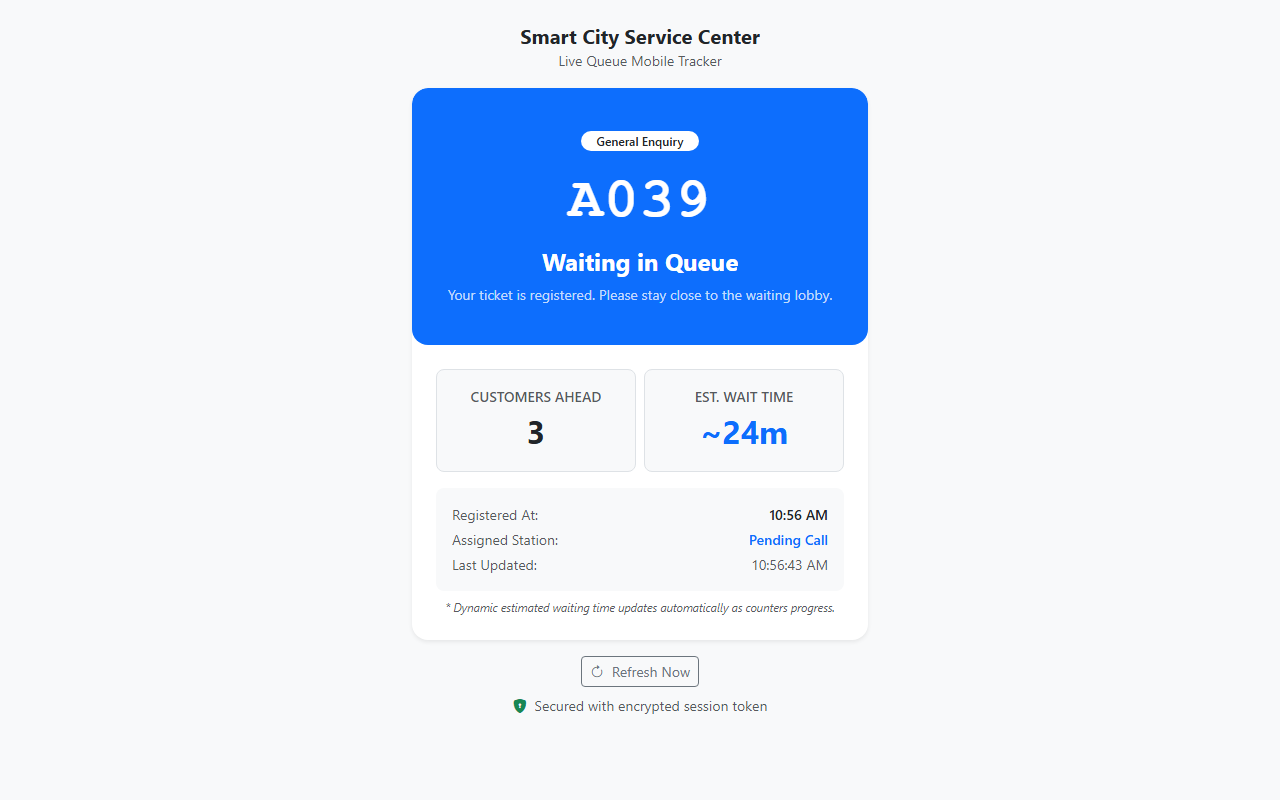 Smart City Service Center
Live Queue Mobile Tracker
General Enquiry
A039
Waiting in Queue
Your ticket is registered. Please stay close to the waiting lobby.
CUSTOMERS AHEAD
3
EST. WAIT TIME
~24m
Registered At: 10:56 AM
Assigned Station: Pending Call
Last Updated: 10:56:43 AM
* Dynamic estimated waiting time updates automatically as counters progress.
Refresh Now
Secured with encrypted session token